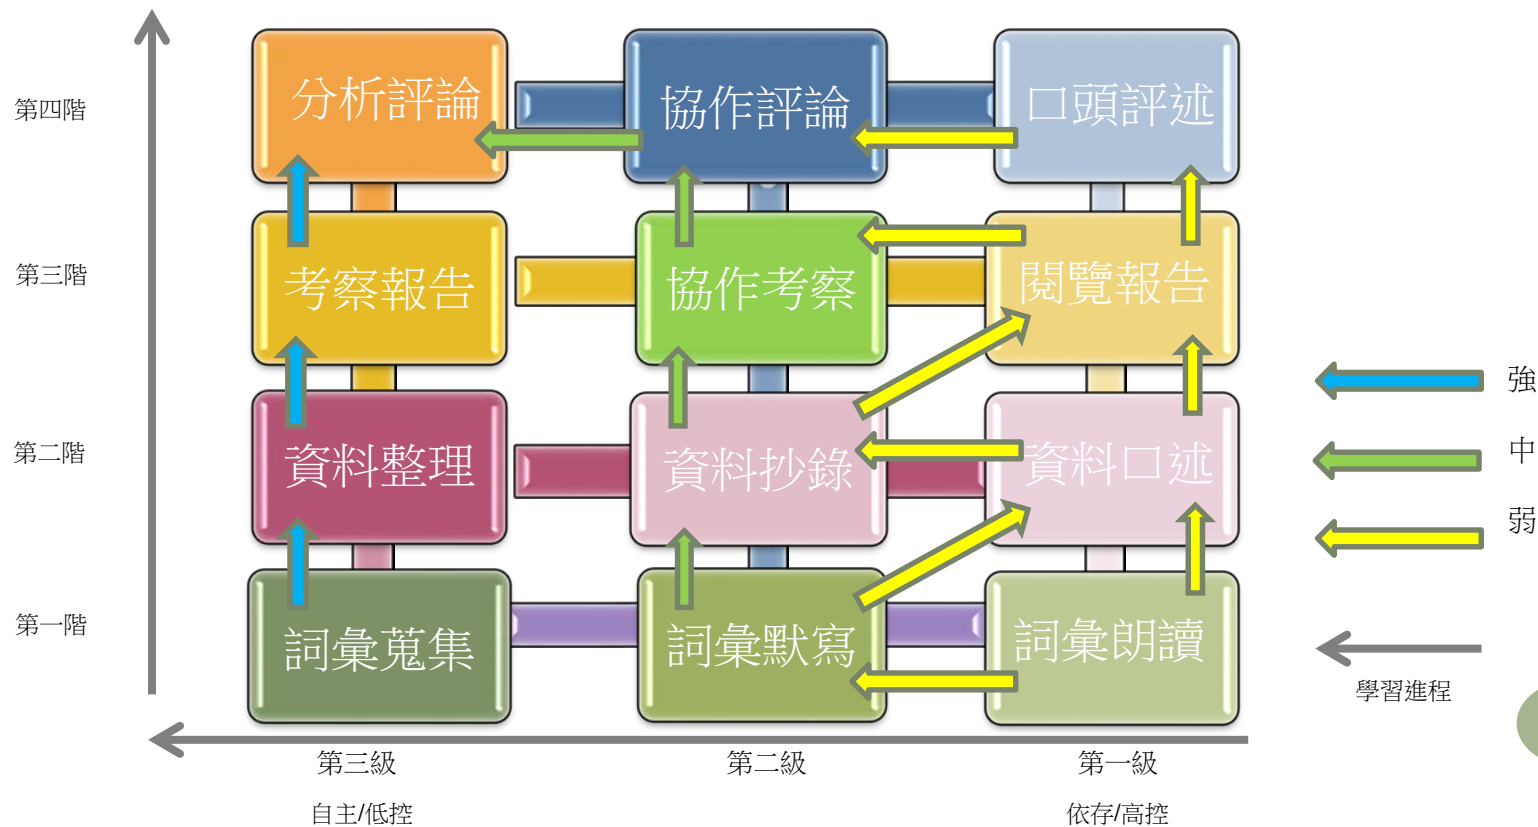 第四階
分析評論
協作評論
口頭評述
第三階
考察報告
協作考察
閱覽報告
第二階
資料整理
資料抄錄
資料口述
第一階
詞彙蒐集
詞彙默寫
詞彙朗讀
強
中
弱
學習進程
第三級
第二級
第一級
自主/低控
依存/高控